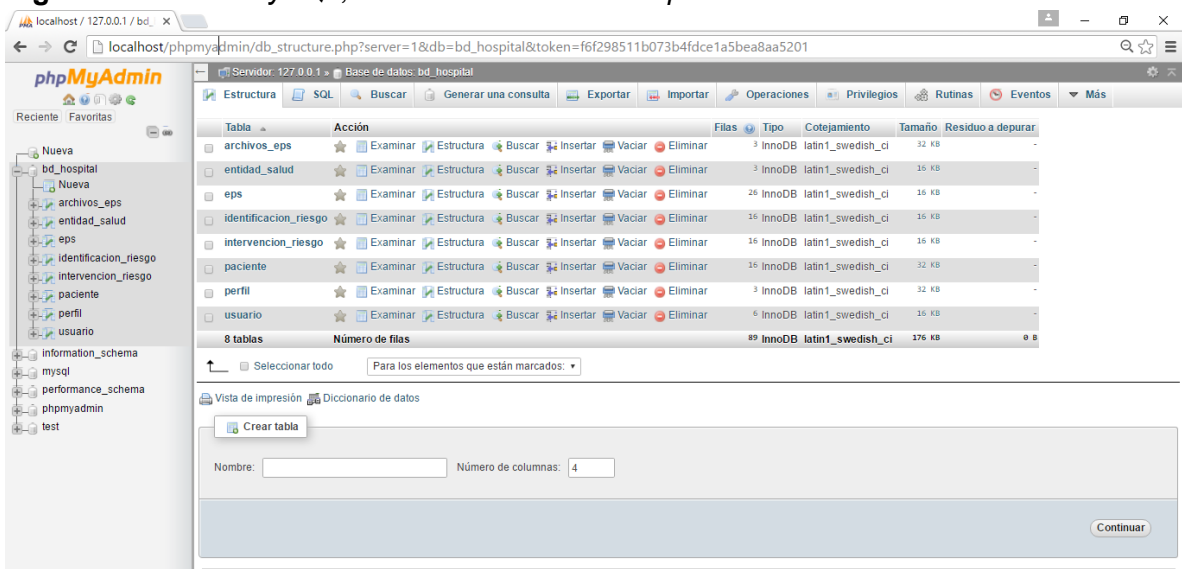 localhost / 127.0.0.1 / bd_
localhost/phpmyadmin/db_structure.php?server=1&db=bd_hospital&token=f6f298511b073b4fdce1a5bea8aa5201
phpMyAdmin
Reciente Favoritas
Nueva
bd_hospital
Nueva
archivos_eps
entidad_salud
eps
identificacion_riesgo
intervencion_riesgo
paciente
perfil
usuario
information_schema
mysql
performance_schema
phpmyadmin
test
Servidor: 127.0.0.1 » Base de datos: bd_hospital
Estructura SQL Buscar Generar una consulta Exportar Importar Operaciones Privilegios Rutinas Eventos Más
Tabla Acción Filas Tipo Cotejamiento Tamaño Residuo a depurar
archivos_eps Examinar Estructura Buscar Insertar Vaciar Eliminar 3 InnoDB latin1_swedish_ci 32 KB -
entidad_salud Examinar Estructura Buscar Insertar Vaciar Eliminar 3 InnoDB latin1_swedish_ci 16 KB -
eps Examinar Estructura Buscar Insertar Vaciar Eliminar 26 InnoDB latin1_swedish_ci 16 KB -
identificacion_riesgo Examinar Estructura Buscar Insertar Vaciar Eliminar 16 InnoDB latin1_swedish_ci 16 KB -
intervencion_riesgo Examinar Estructura Buscar Insertar Vaciar Eliminar 16 InnoDB latin1_swedish_ci 16 KB -
paciente Examinar Estructura Buscar Insertar Vaciar Eliminar 16 InnoDB latin1_swedish_ci 32 KB -
perfil Examinar Estructura Buscar Insertar Vaciar Eliminar 3 InnoDB latin1_swedish_ci 32 KB -
usuario Examinar Estructura Buscar Insertar Vaciar Eliminar 6 InnoDB latin1_swedish_ci 16 KB -
8 tablas Número de filas 89 InnoDB latin1_swedish_ci 176 KB 0 B
Seleccionar todo Para los elementos que están marcados:
Vista de impresión Diccionario de datos
Crear tabla
Nombre: Número de columnas: 4
Continuar